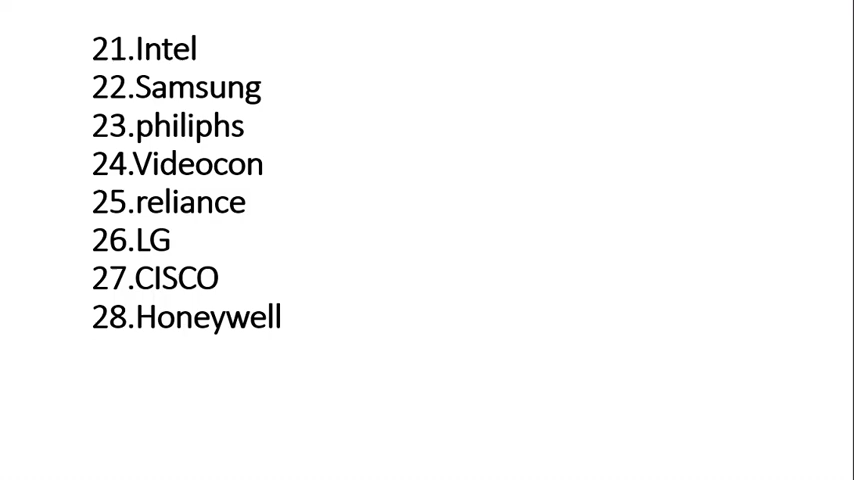 21.Intel
22.Samsung
23.philiphs
24.Videocon
25.reliance
26.LG
27.CISCO
28.Honeywell